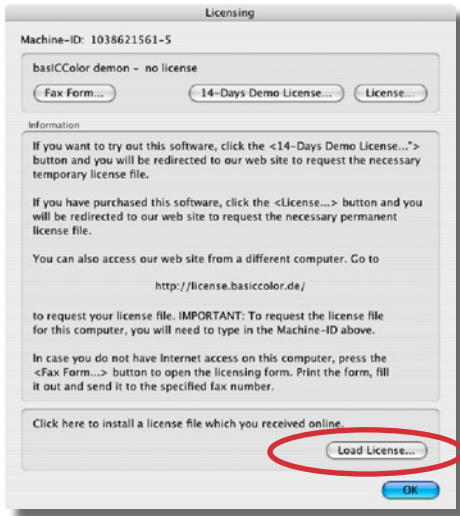 Licensing
Machine-ID: 1038621561-5
basICColor demon - no license
Fax Form... 14-Days Demo License... License...
Information
If you want to try out this software, click the <14-Days Demo License...">
button and you will be redirected to our web site to request the necessary
temporary license file.
If you have purchased this software, click the <License...> button and you
will be redirected to our web site to request the necessary permanent
license file.
You can also access our web site from a different computer. Go to
http://license.basiccolor.de/
to request your license file. IMPORTANT: To request the license file
for this computer, you will need to type in the Machine-ID above.
In case you do not have Internet access on this computer, press the
<Fax Form...> button to open the licensing form. Print the form, fill
it out and send it to the specified fax number.
Click here to install a license file which you received online.
Load License...
OK